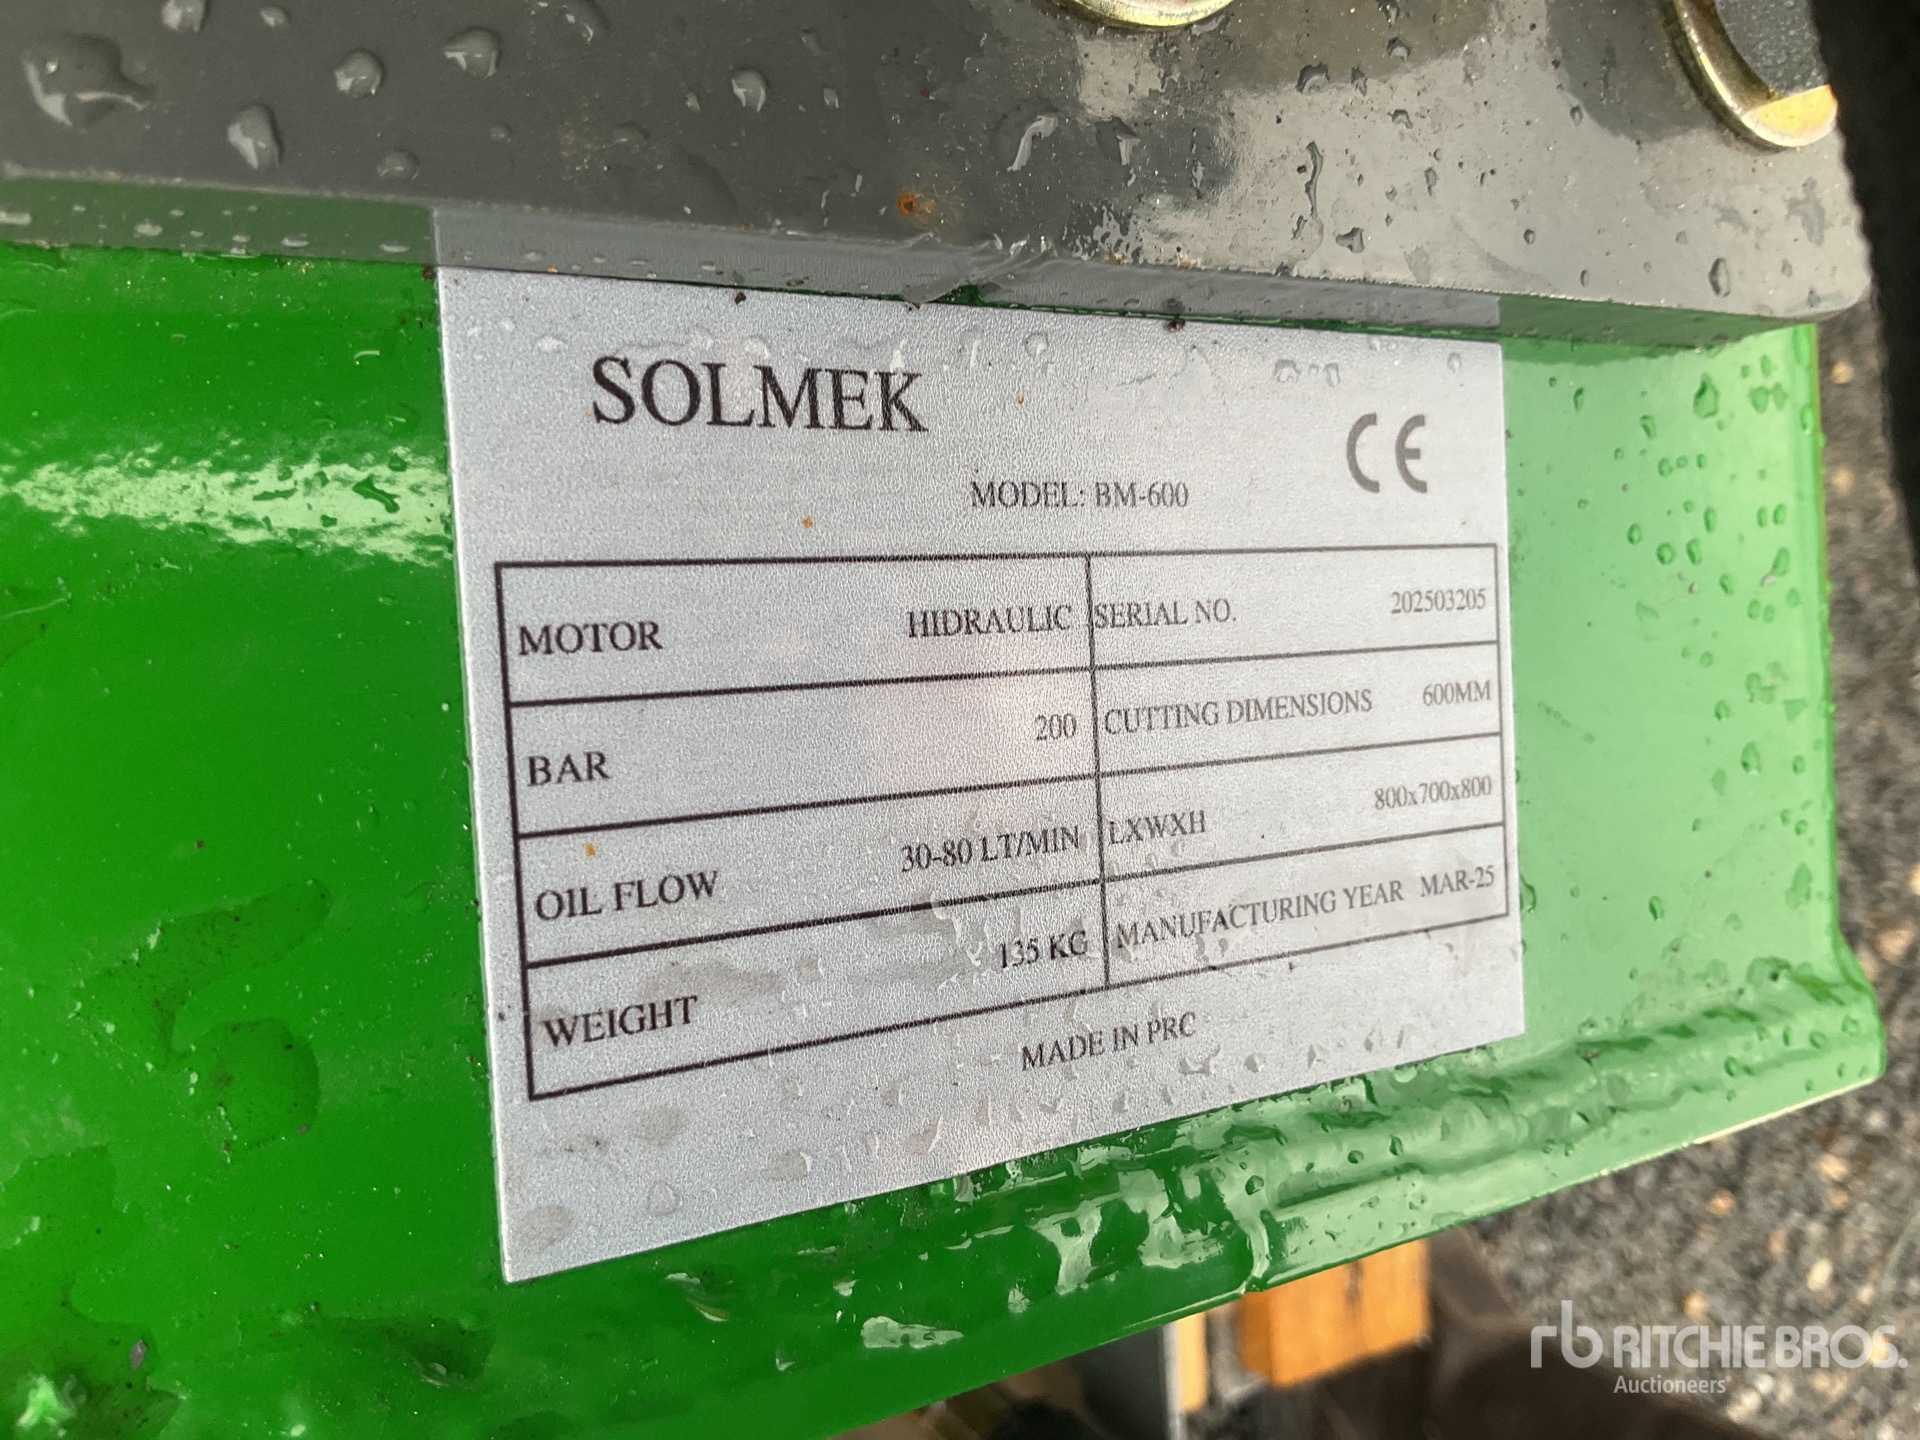 SOLMEK
CE
MODEL: BM-600
MOTOR HIDRAULIC SERIAL NO. 202503205
BAR 200 CUTTING DIMENSIONS 600MM
OIL FLOW 30-80 LT/MIN LXWXH 800x700x800
WEIGHT 135 KG MANUFACTURING YEAR MAR-25
MADE IN PRC
rb RITCHIE BROS.
Auctioneers